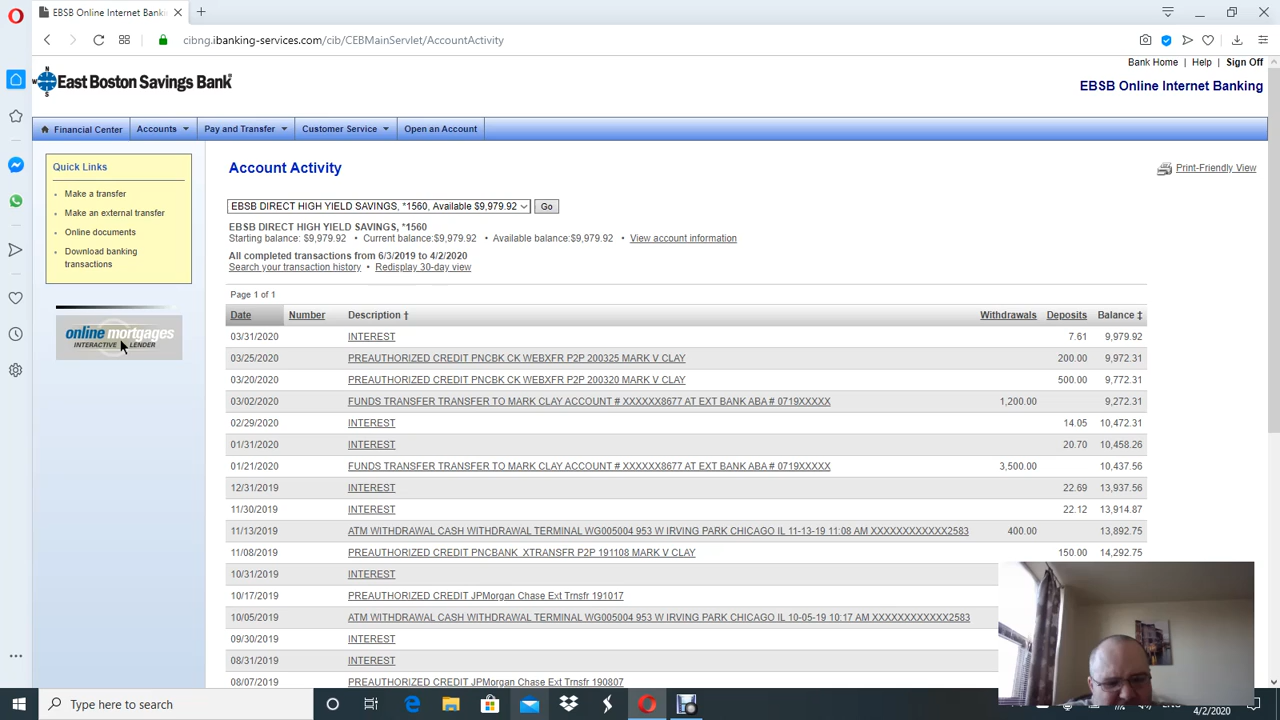 EBSB Online Internet Bankin
cibng.ibanking-services.com/cib/CEBMainServlet/AccountActivity
Bank Home | Help | Sign Off
N
W
S
East Boston Savings Bank
EBSB Online Internet Banking
Financial Center Accounts Pay and Transfer Customer Service Open an Account
Quick Links
Make a transfer
Make an external transfer
Online documents
Download banking
transactions
online mortgages
INTERACTIVE LENDER
Account Activity
Print-Friendly View
EBSB DIRECT HIGH YIELD SAVINGS, *1560, Available $9,979.92 Go
EBSB DIRECT HIGH YIELD SAVINGS, *1560
Starting balance: $9,979.92 • Current balance:$9,979.92 • Available balance:$9,979.92 • View account information
All completed transactions from 6/3/2019 to 4/2/2020
Search your transaction history • Redisplay 30-day view
Page 1 of 1
Date Number Description † Withdrawals Deposits Balance ‡
03/31/2020 INTEREST 7.61 9,979.92
03/25/2020 PREAUTHORIZED CREDIT PNCBK CK WEBXFR P2P 200325 MARK V CLAY 200.00 9,972.31
03/20/2020 PREAUTHORIZED CREDIT PNCBK CK WEBXFR P2P 200320 MARK V CLAY 500.00 9,772.31
03/02/2020 FUNDS TRANSFER TRANSFER TO MARK CLAY ACCOUNT # XXXXXX8677 AT EXT BANK ABA # 0719XXXXX 1,200.00 9,272.31
02/29/2020 INTEREST 14.05 10,472.31
01/31/2020 INTEREST 20.70 10,458.26
01/21/2020 FUNDS TRANSFER TRANSFER TO MARK CLAY ACCOUNT # XXXXXX8677 AT EXT BANK ABA # 0719XXXXX 3,500.00 10,437.56
12/31/2019 INTEREST 22.69 13,937.56
11/30/2019 INTEREST 22.12 13,914.87
11/13/2019 ATM WITHDRAWAL CASH WITHDRAWAL TERMINAL WG005004 953 W IRVING PARK CHICAGO IL 11-13-19 11:08 AM XXXXXXXXXXXX2583 400.00 13,892.75
11/08/2019 PREAUTHORIZED CREDIT PNCBANK XTRANSFR P2P 191108 MARK V CLAY 150.00 14,292.75
10/31/2019 INTEREST
10/17/2019 PREAUTHORIZED CREDIT JPMorgan Chase Ext Trnsfr 191017
10/05/2019 ATM WITHDRAWAL CASH WITHDRAWAL TERMINAL WG005004 953 W IRVING PARK CHICAGO IL 10-05-19 10:17 AM XXXXXXXXXXXX2583
09/30/2019 INTEREST
08/31/2019 INTEREST
08/07/2019 PREAUTHORIZED CREDIT JPMorgan Chase Ext Trnsfr 190807
Type here to search
4/2/2020